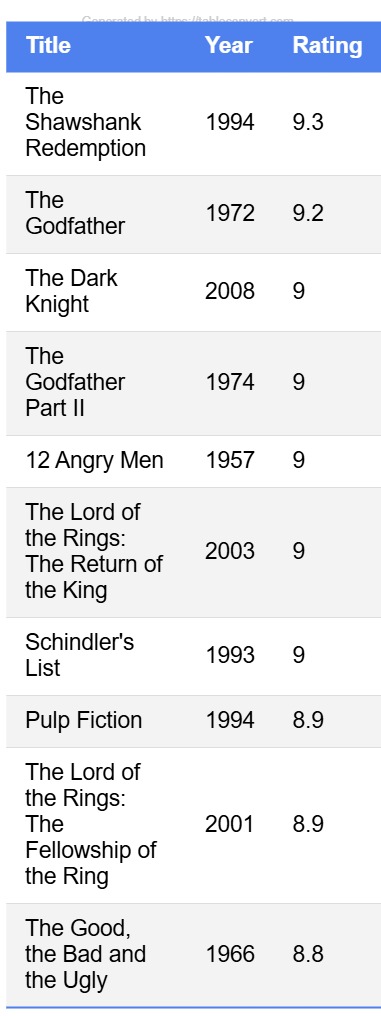 Generated by https://tableconvert.com
Title Year Rating
The
Shawshank
Redemption
1994 9.3
The
Godfather
1972 9.2
The Dark
Knight
2008 9
The
Godfather
Part II
1974 9
12 Angry Men 1957 9
The Lord of
the Rings:
The Return of
the King
2003 9
Schindler's
List
1993 9
Pulp Fiction 1994 8.9
The Lord of
the Rings:
The
Fellowship of
the Ring
2001 8.9
The Good,
the Bad and
the Ugly
1966 8.8